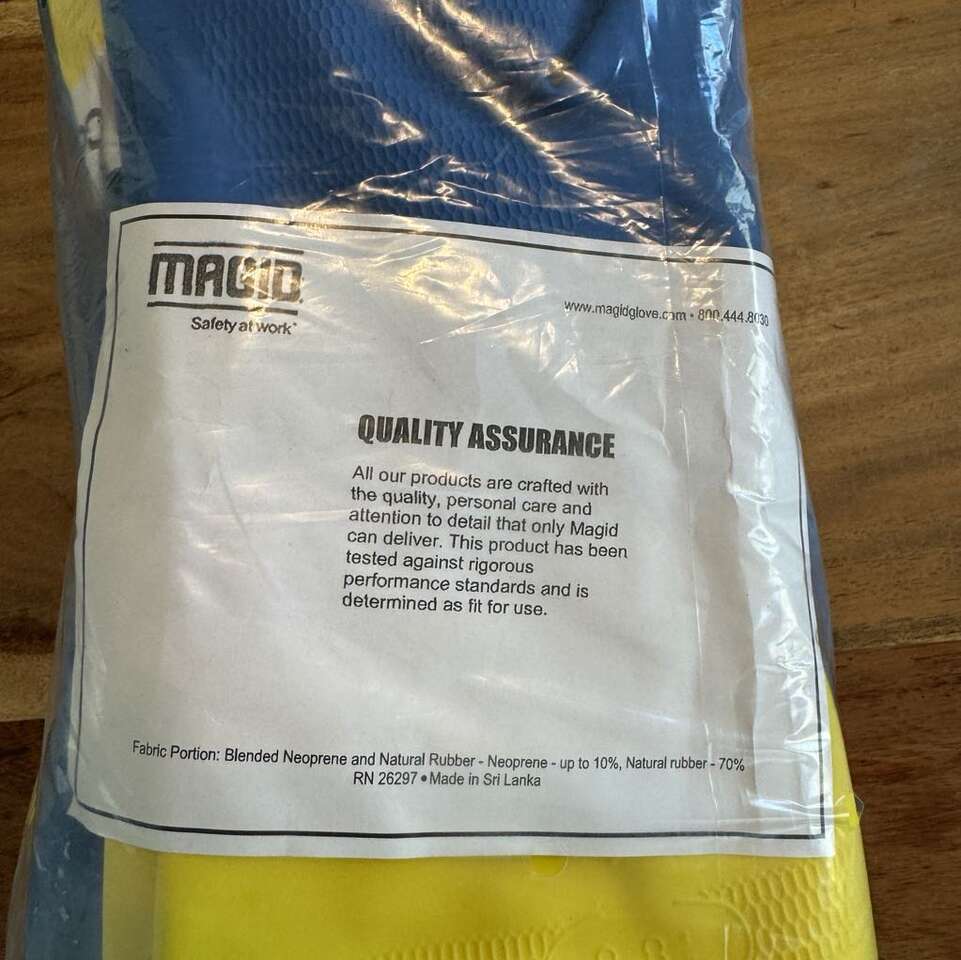 MAGID
Safety at work
www.magidglove.com • 800.444.8030
QUALITY ASSURANCE
All our products are crafted with
the quality, personal care and
attention to detail that only Magid
can deliver. This product has been
tested against rigorous
performance standards and is
determined as fit for use.
Fabric Portion: Blended Neoprene and Natural Rubber - Neoprene - up to 10%, Natural rubber - 70%
RN 26297 • Made in Sri Lanka